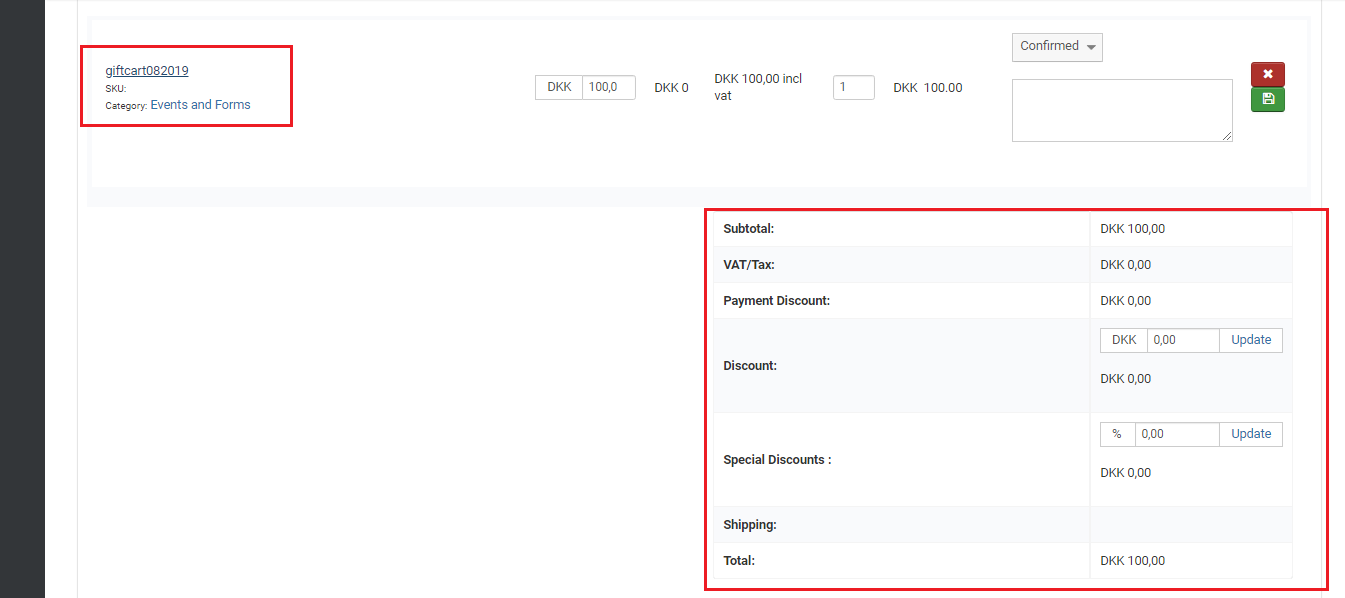 Confirmed
giftcart082019
SKU:
Category: Events and Forms
DKK 100,0 DKK 0 DKK 100,00 incl vat 1 DKK 100.00
Subtotal: DKK 100,00
VAT/Tax: DKK 0,00
Payment Discount: DKK 0,00
Discount: DKK 0,00 Update
DKK 0,00
Special Discounts : % 0,00 Update
DKK 0,00
Shipping:
Total: DKK 100,00